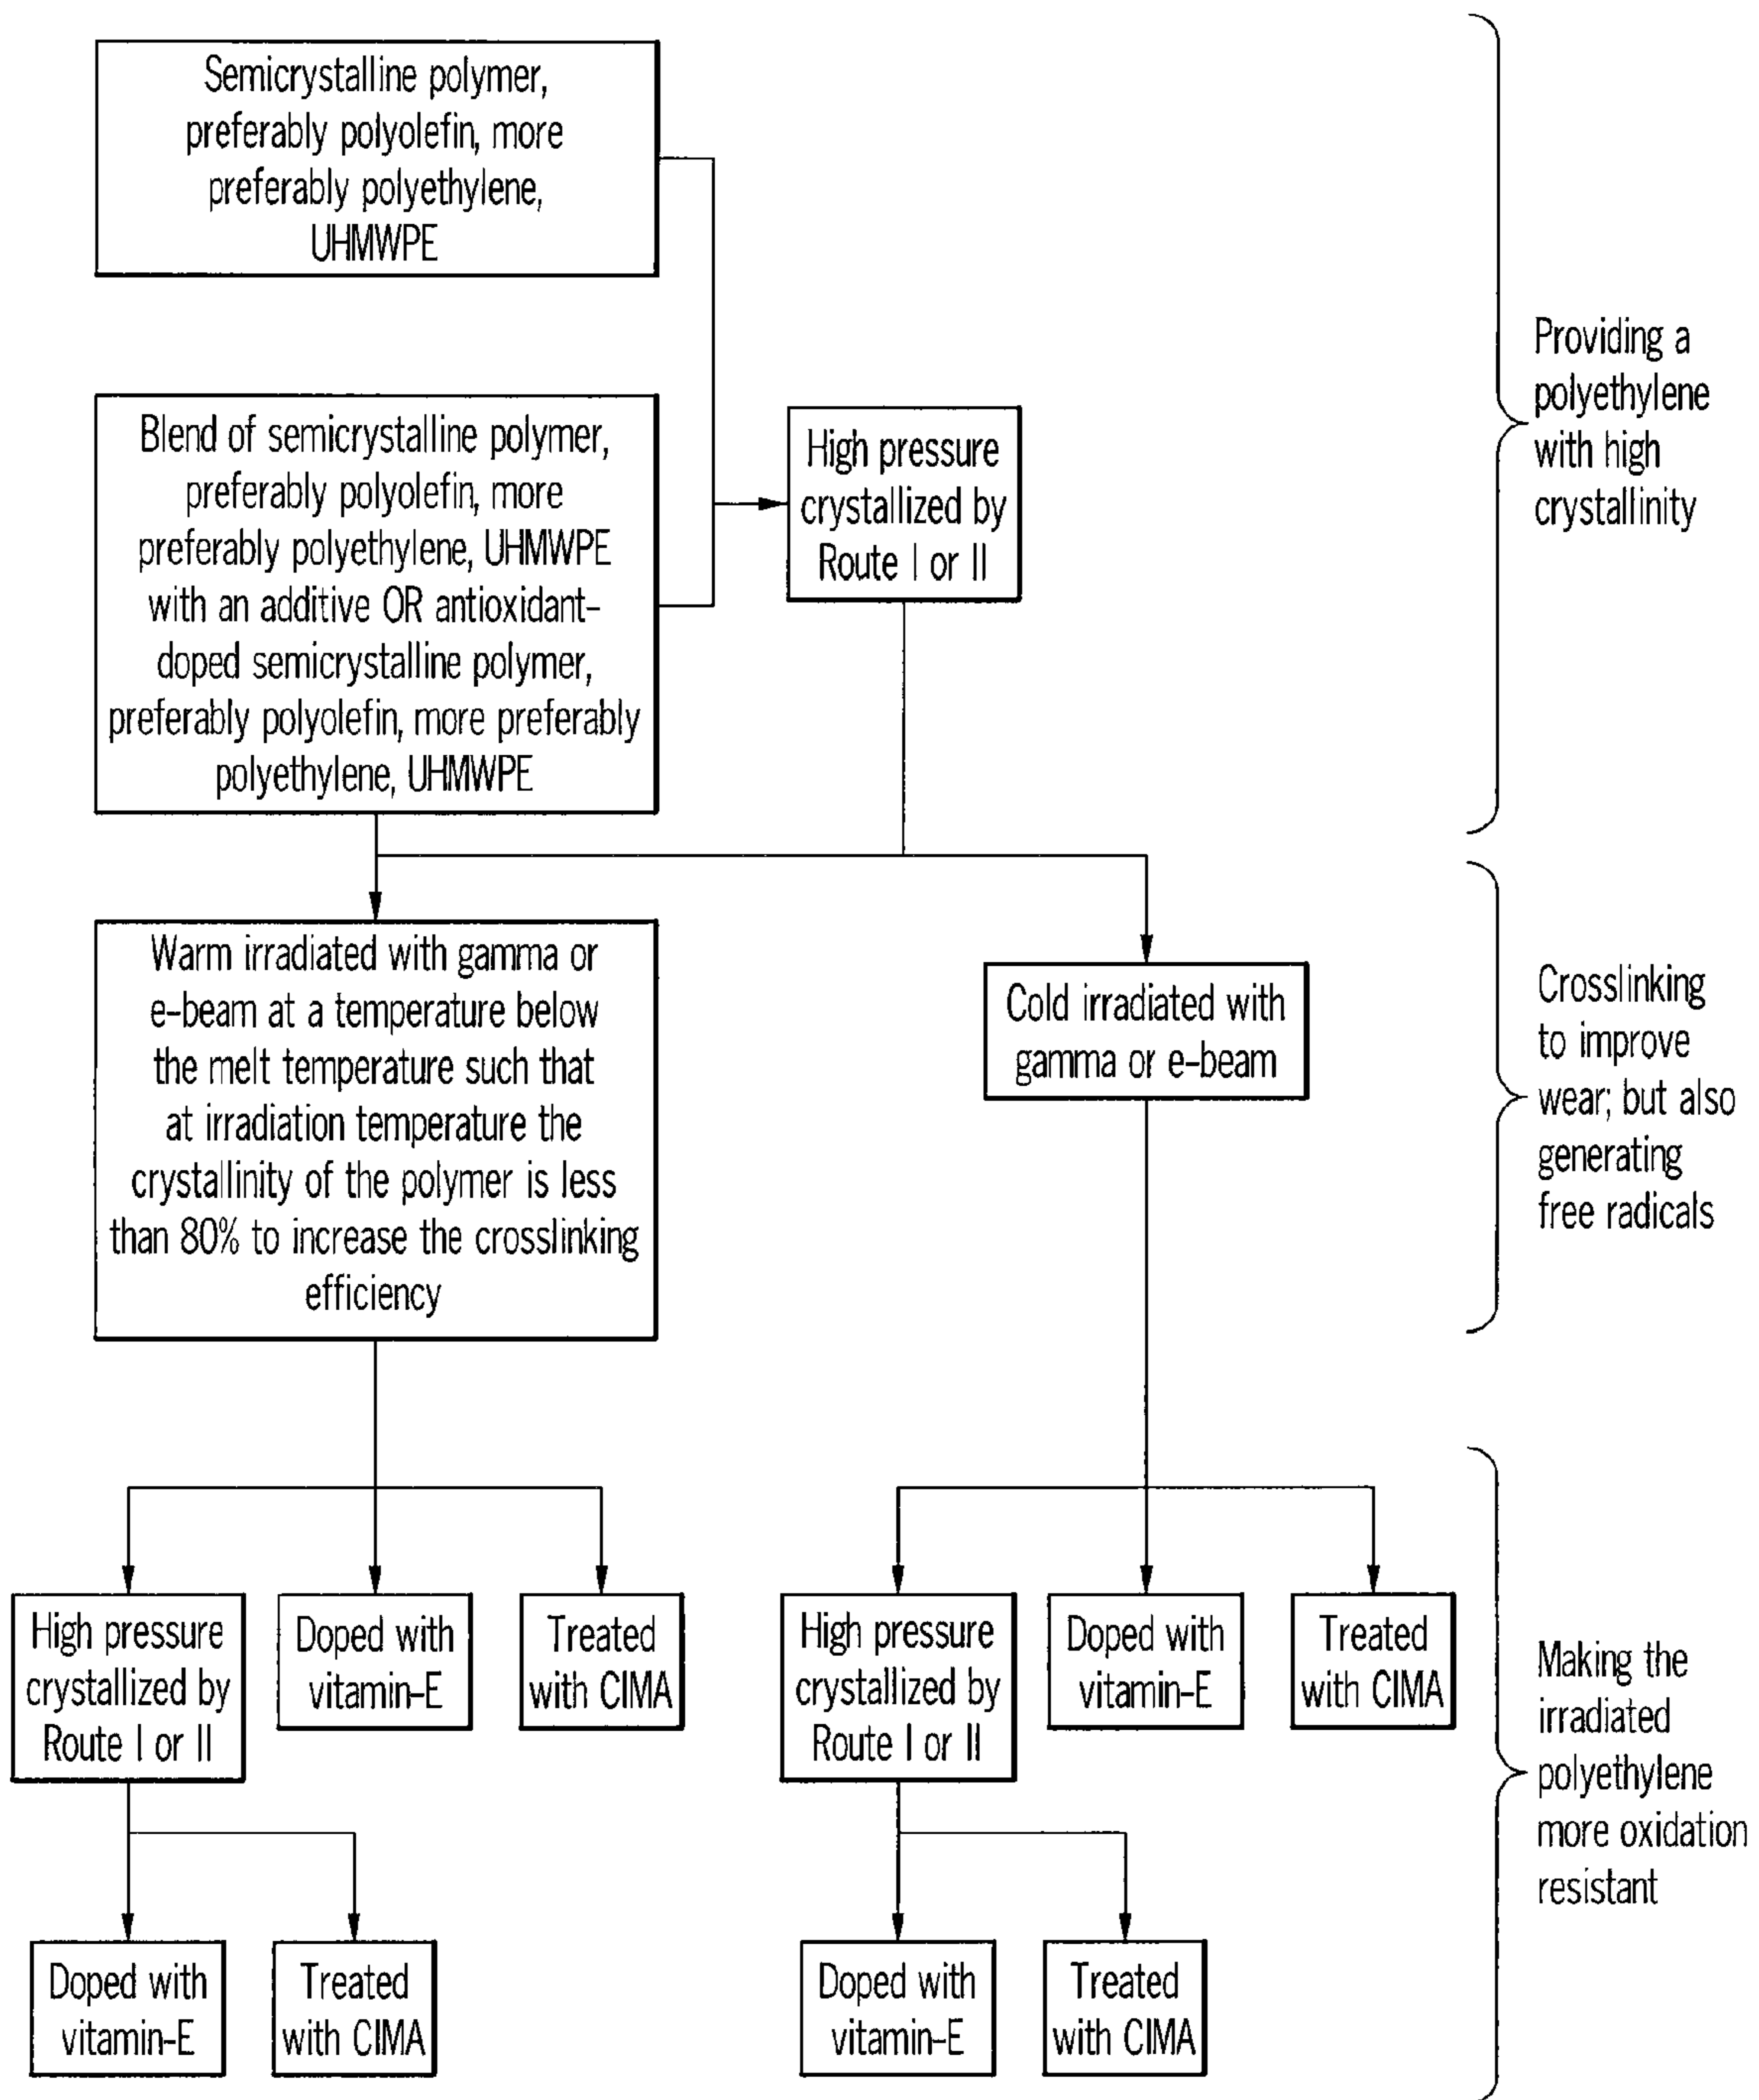 Semicrystalline polymer,
preferably polyolefin, more
preferably polyethylene,
UHMWPE
Blend of semicrystalline polymer,
preferably polyolefin, more
preferably polyethylene, UHMWPE
with an additive OR antioxidant-
doped semicrystalline polymer,
preferably polyolefin, more preferably
polyethylene, UHMWPE
High pressure
crystallized by
Route I or II
Providing a
polyethylene
with high
crystallinity
Warm irradiated with gamma or
e-beam at a temperature below
the melt temperature such that
at irradiation temperature the
crystallinity of the polymer is less
than 80% to increase the crosslinking
efficiency
Cold irradiated with
gamma or e-beam
Crosslinking
to improve
wear; but also
generating
free radicals
High pressure
crystallized by
Route I or II
Doped with
vitamin-E
Treated
with CIMA
High pressure
crystallized by
Route I or II
Doped with
vitamin-E
Treated
with CIMA
Making the
irradiated
polyethylene
more oxidation
resistant
Doped with
vitamin-E
Treated
with CIMA
Doped with
vitamin-E
Treated
with CIMA